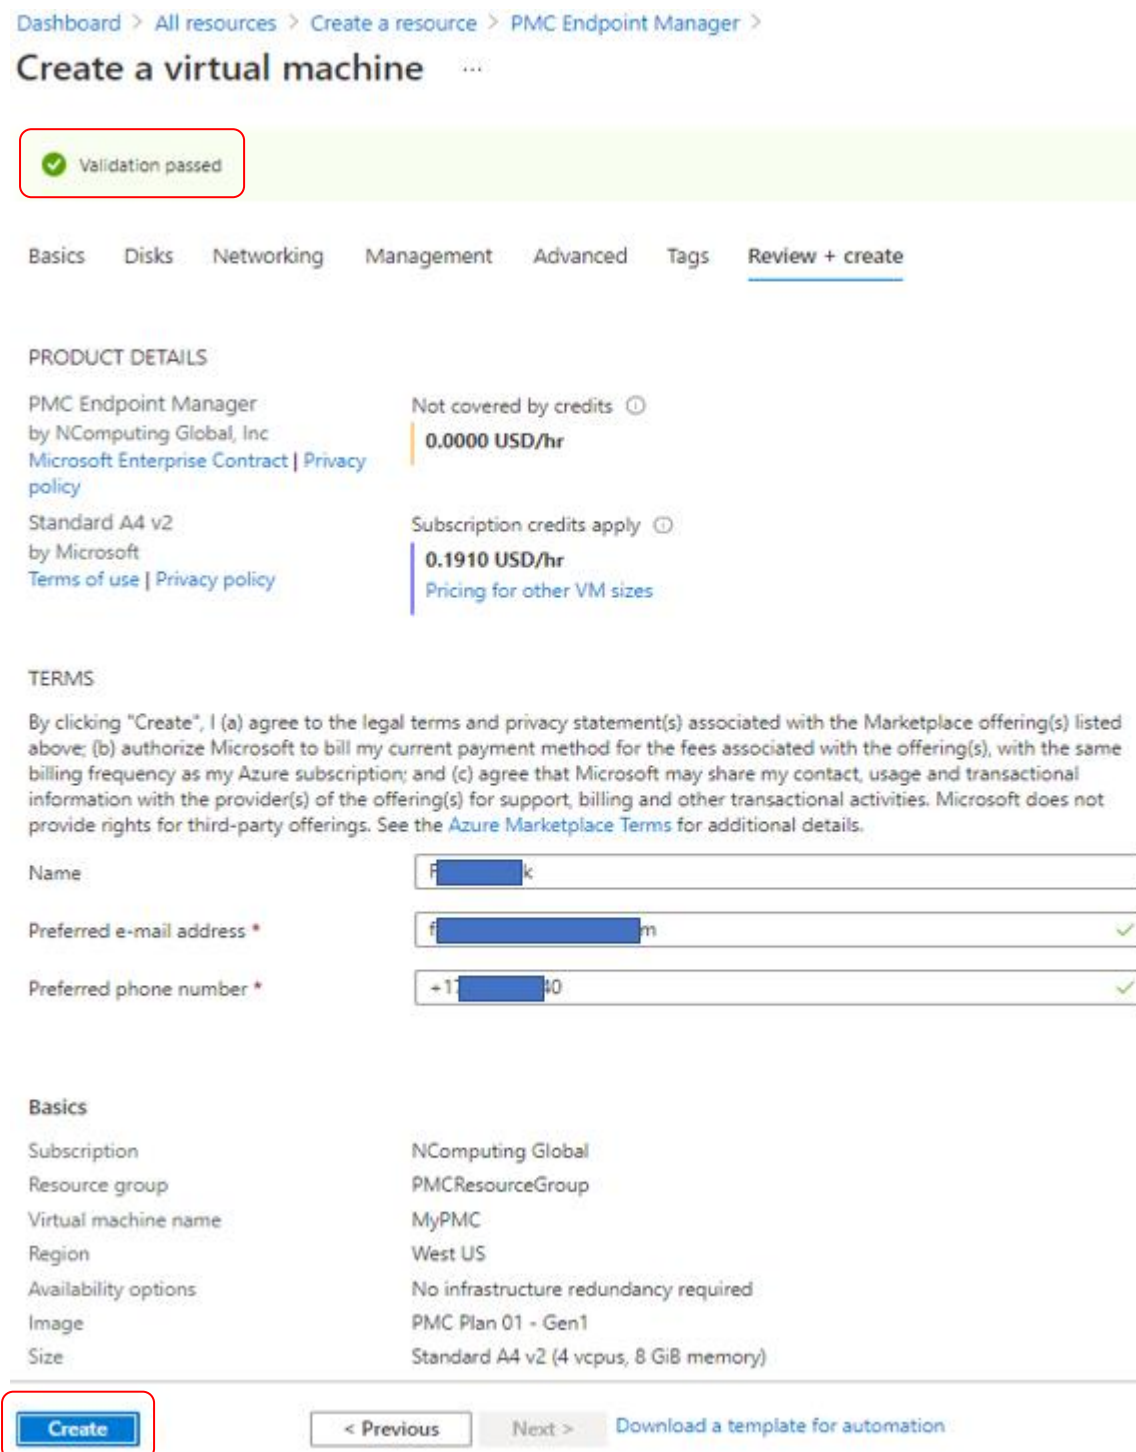 Dashboard > All resources > Create a resource > PMC Endpoint Manager >
Create a virtual machine ...
Validation passed
Basics Disks Networking Management Advanced Tags Review + create
PRODUCT DETAILS
PMC Endpoint Manager
by NComputing Global, Inc
Microsoft Enterprise Contract | Privacy
policy
Not covered by credits
0.0000 USD/hr
Standard A4 v2
by Microsoft
Terms of use | Privacy policy
Subscription credits apply
0.1910 USD/hr
Pricing for other VM sizes
TERMS
By clicking "Create", I (a) agree to the legal terms and privacy statement(s) associated with the Marketplace offering(s) listed
above; (b) authorize Microsoft to bill my current payment method for the fees associated with the offering(s), with the same
billing frequency as my Azure subscription; and (c) agree that Microsoft may share my contact, usage and transactional
information with the provider(s) of the offering(s) for support, billing and other transactional activities. Microsoft does not
provide rights for third-party offerings. See the Azure Marketplace Terms for additional details.
Name
Preferred e-mail address *
Preferred phone number *
Basics
Subscription NComputing Global
Resource group PMCResourceGroup
Virtual machine name MyPMC
Region West US
Availability options No infrastructure redundancy required
Image PMC Plan 01 - Gen1
Size Standard A4 v2 (4 vcpus, 8 GiB memory)
Create < Previous Next > Download a template for automation